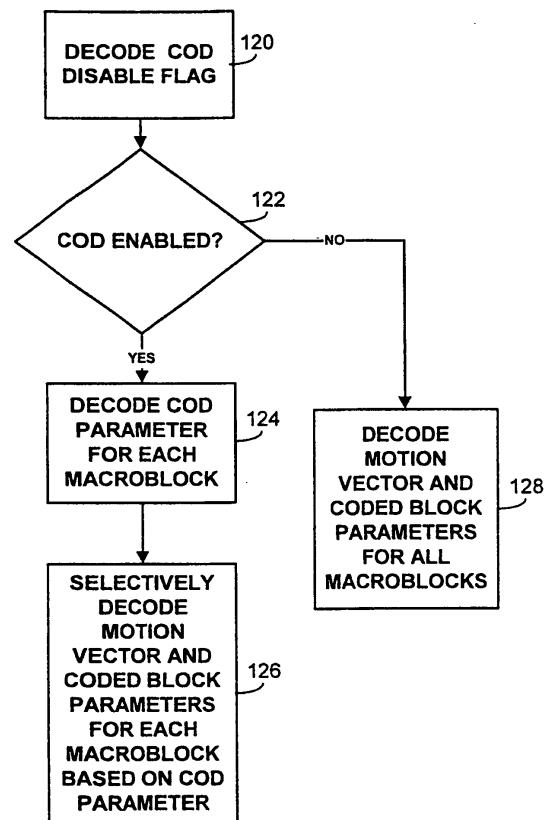 DECODE COD
DISABLE FLAG
120
COD ENABLED?
122
NO
YES
DECODE COD
PARAMETER
FOR EACH
MACROBLOCK
124
DECODE
MOTION
VECTOR AND
CODED BLOCK
PARAMETERS
FOR ALL
MACROBLOCKS
128
SELECTIVELY
DECODE
MOTION
VECTOR AND
CODED BLOCK
PARAMETERS
FOR EACH
MACROBLOCK
BASED ON COD
PARAMETER
126